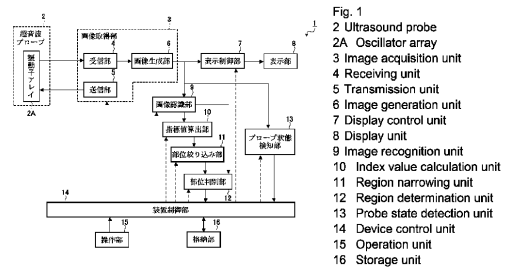 2
超音波
プローブ
振動子アレイ
2A
3
画像取得部
4
受信部
6
画像生成部
5
送信部
7
表示制御部
8
表示部
1
9
画像認識部
10
指標値算出部
11
部位絞り込み部
部位判別部
12
13
プローブ状態
検知部
14
装置制御部
15
操作部
16
格納部
Fig. 1
2 Ultrasound probe
2A Oscillator array
3 Image acquisition unit
4 Receiving unit
5 Transmission unit
6 Image generation unit
7 Display control unit
8 Display unit
9 Image recognition unit
10 Index value calculation unit
11 Region narrowing unit
12 Region determination unit
13 Probe state detection unit
14 Device control unit
15 Operation unit
16 Storage unit